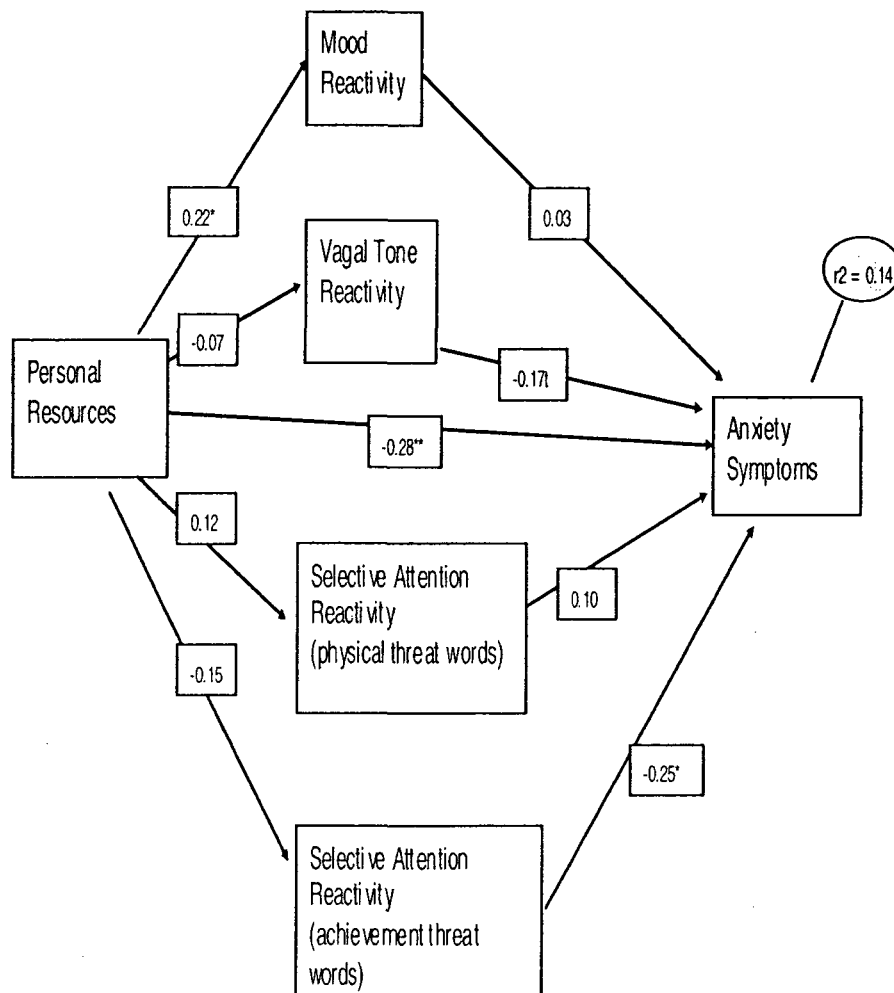 Mood
Reactivity
0.22*
0.03
Vagal Tone
Reactivity
r2 = 0.14
-0.07
Personal
Resources
-0.17t
Anxiety
Symptoms
-0.28**
0.12
Selective Attention
Reactivity
(physical threat words)
0.10
-0.15
-0.25*
Selective Attention
Reactivity
(achievement threat
words)